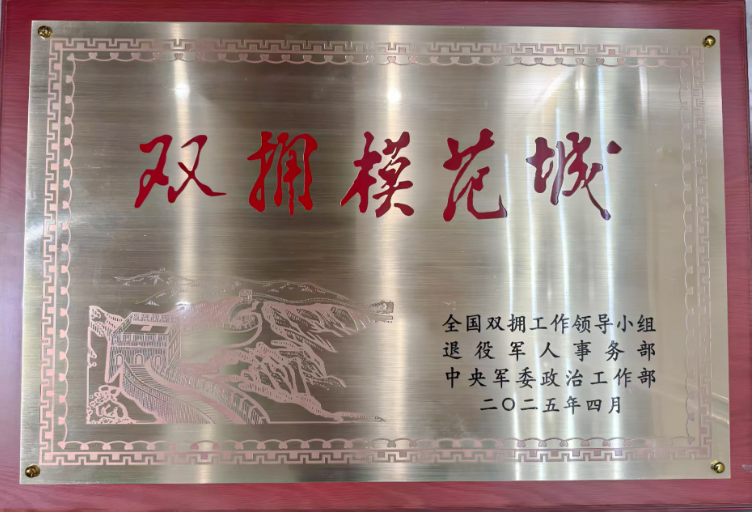 双拥模范城
全国双拥工作领导小组
退役军人事务部
中央军委政治工作部
二〇二五年四月